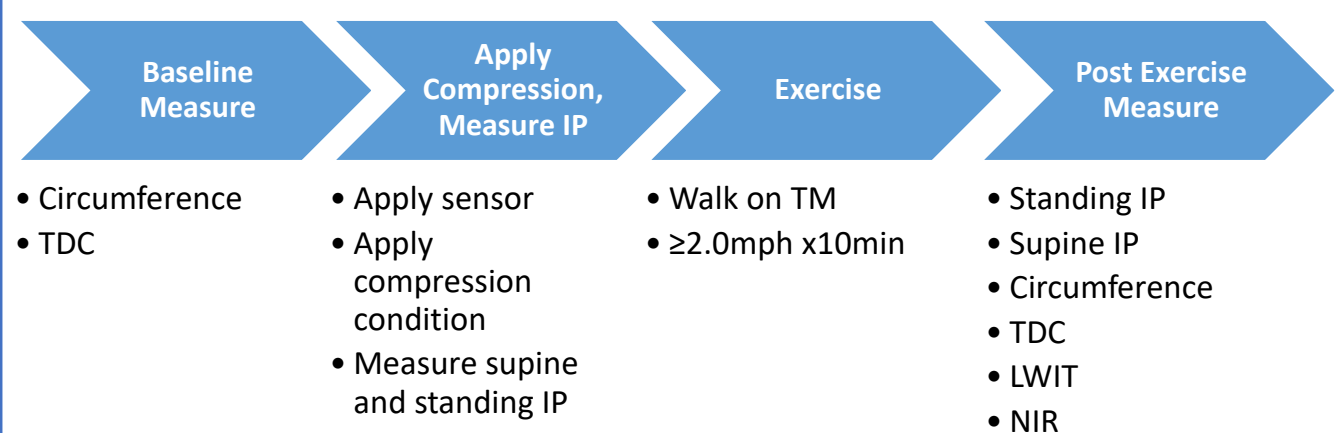 Baseline
Measure
Apply
Compression,
Measure IP
Exercise
Post Exercise
Measure
• Circumference
• TDC
• Apply sensor
• Apply
compression
condition
• Measure supine
and standing IP
• Walk on TM
• ≥2.0mph x10min
• Standing IP
• Supine IP
• Circumference
• TDC
• LWIT
• NIR